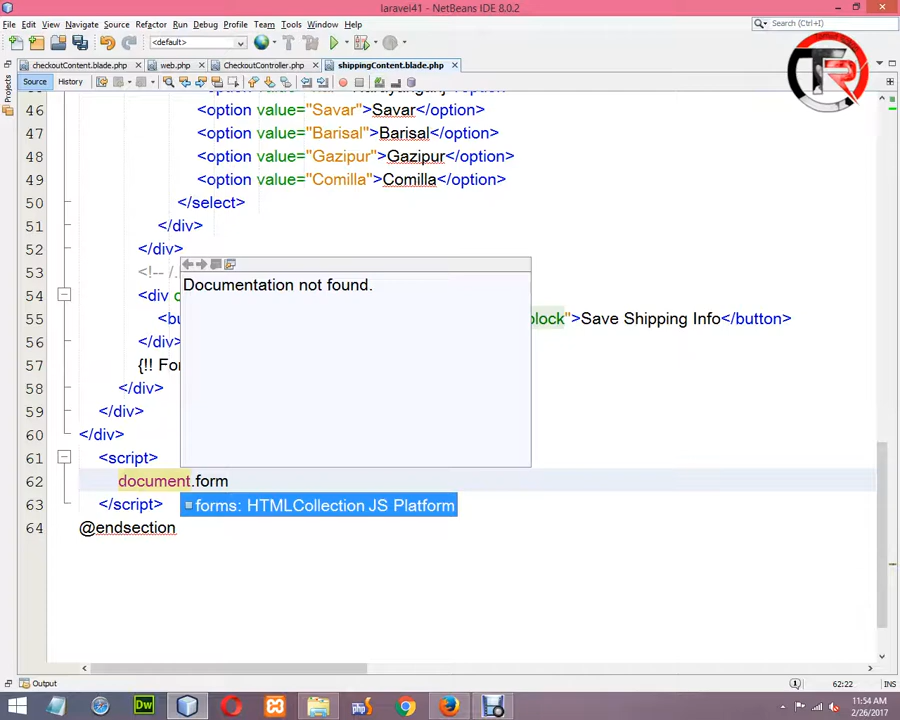 laravel41 - NetBeans IDE 8.0.2
File Edit View Navigate Source Refactor Run Debug Profile Team Tools Window Help
<default>
Search (Ctrl+I)
checkoutContent.blade.php web.php CheckoutController.php shippingContent.blade.php
Source History
Projects
46 <option value="Savar">Savar</option>
47 <option value="Barisal">Barisal</option>
48 <option value="Gazipur">Gazipur</option>
49 <option value="Comilla">Comilla</option>
50 </select>
51 </div>
52 </div>
53 <!-- /.
Documentation not found.
54 <div c
55 <bu block">Save Shipping Info</button>
56 </div>
57 {!! For
58 </div>
59 </div>
60 </div>
61 <script>
62 document.form
63 </script>
forms: HTMLCollection JS Platform
64 @endsection
Output
62:22 INS
Dw
11:54 AM
2/26/2017